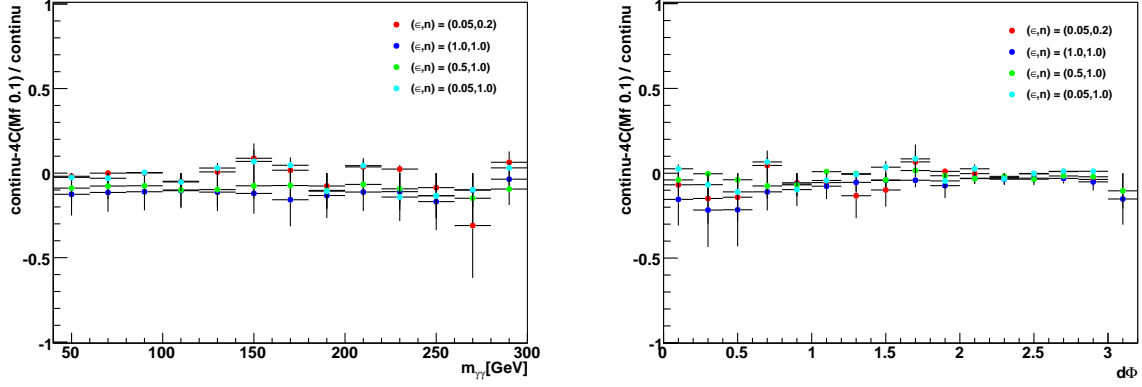 continu-4C(Mf 0.1) / continu
1
0.5
0
-0.5
-1
(ϵ,n) = (0.05,0.2)
(ϵ,n) = (1.0,1.0)
(ϵ,n) = (0.5,1.0)
(ϵ,n) = (0.05,1.0)
50 100 150 200 250 300
mγγ[GeV]
continu-4C(Mf 0.1) / continu
1
0.5
0
-0.5
-1
(ϵ,n) = (0.05,0.2)
(ϵ,n) = (1.0,1.0)
(ϵ,n) = (0.5,1.0)
(ϵ,n) = (0.05,1.0)
0 0.5 1 1.5 2 2.5 3
dΦ